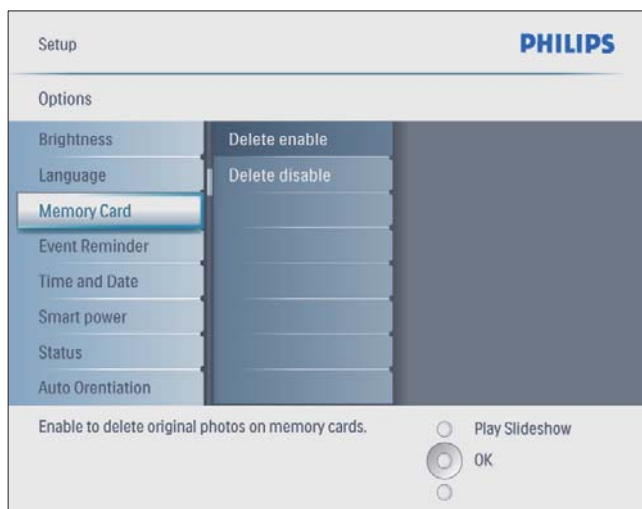 Setup
PHILIPS
Options
Brightness
Delete enable
Language
Delete disable
Memory Card
Event Reminder
Time and Date
Smart power
Status
Auto Orentiation
Enable to delete original photos on memory cards.
Play Slideshow
OK